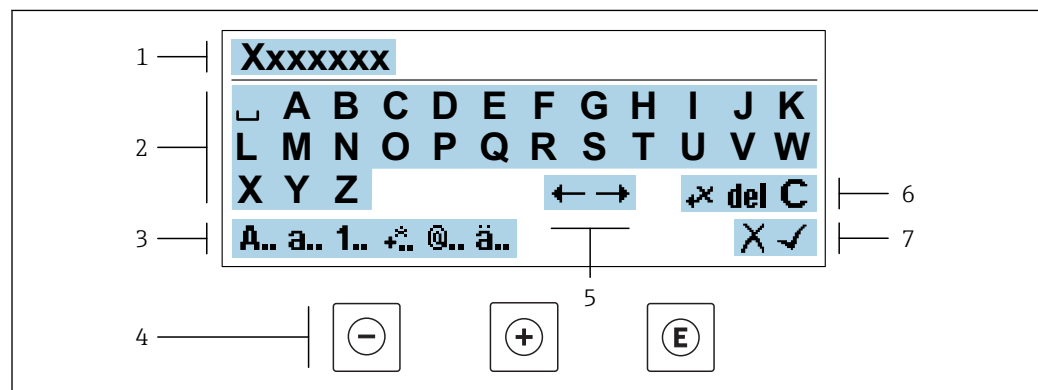 1 Xxxxxxx
␣ A B C D E F G H I J K
2 L M N O P Q R S T U V W
X Y Z ← → +× del C 6
3 A.. a.. 1.. +*.. @.. ä.. X ✓ 7
5
4 − + E